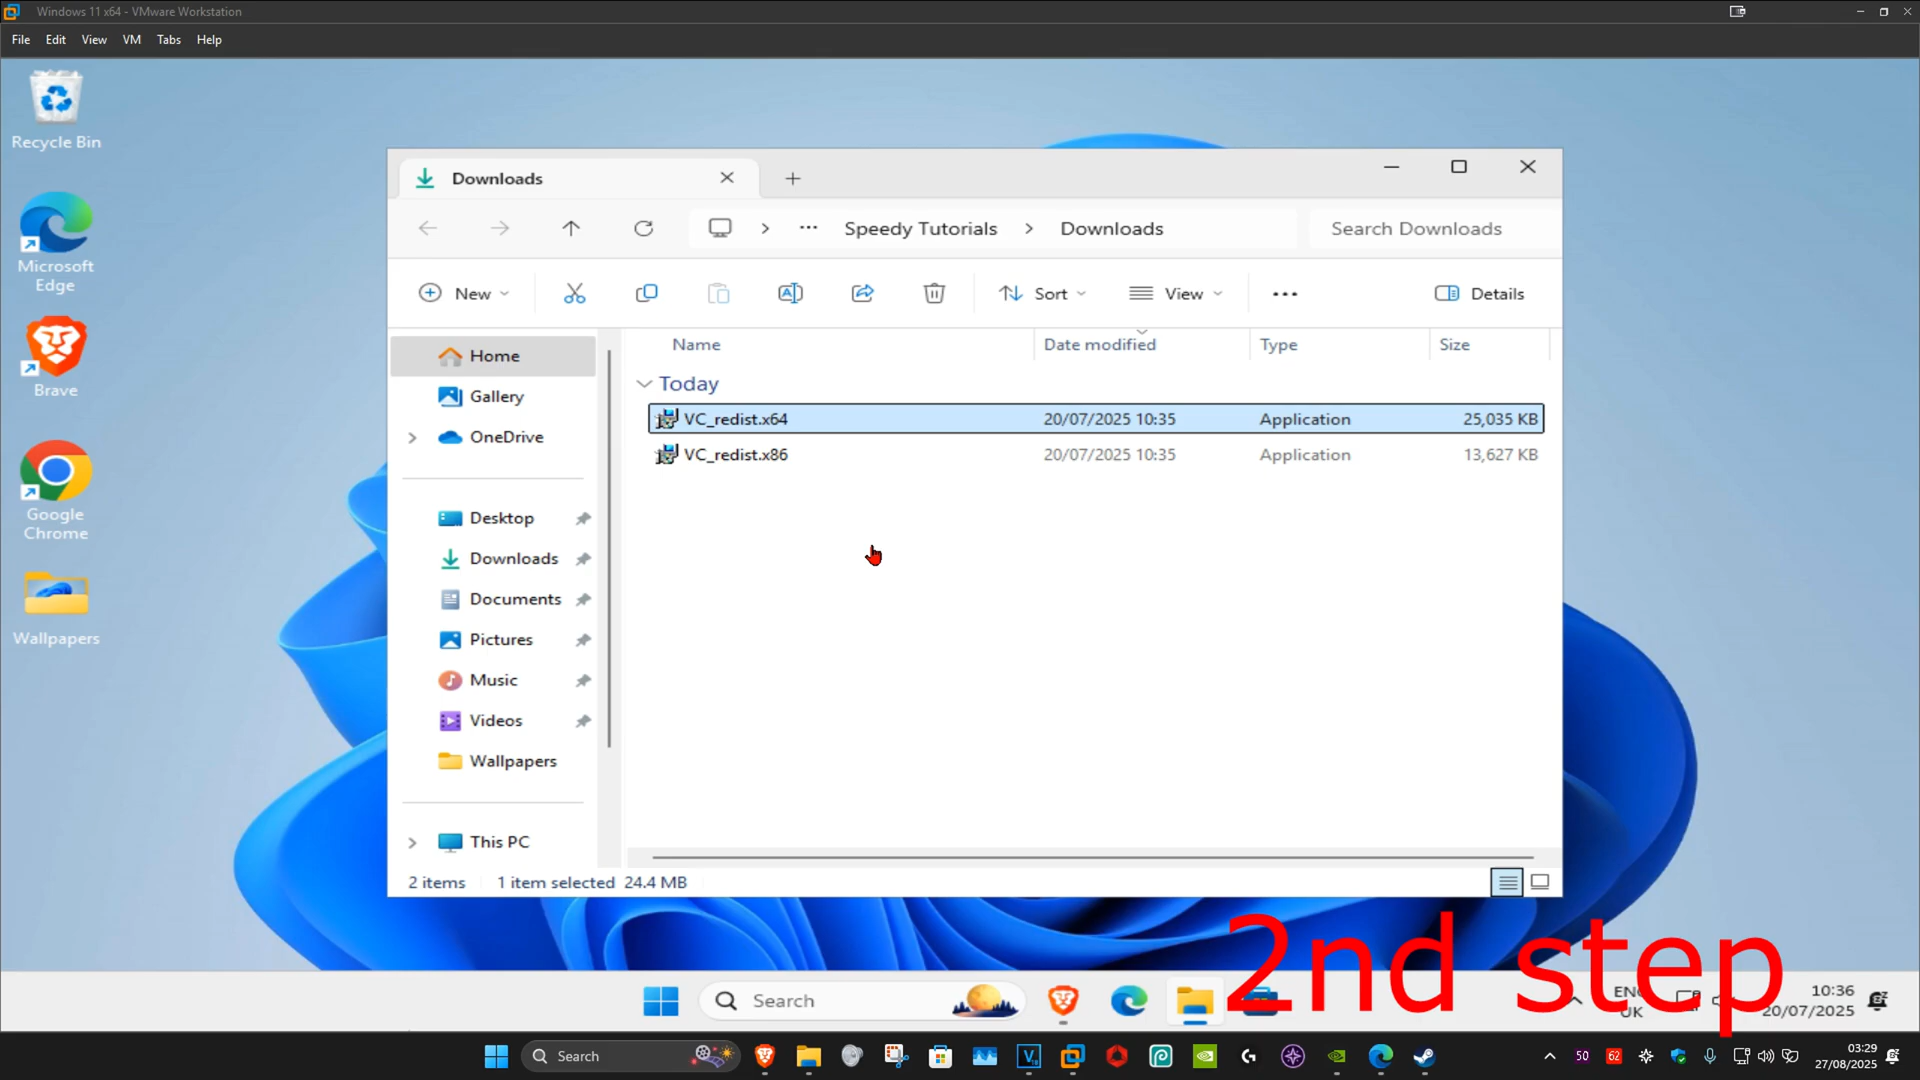 Windows 11 x64 - VMware Workstation
File Edit View VM Tabs Help
Recycle Bin
Microsoft
Edge
Brave
Google
Chrome
Wallpapers
Downloads
Speedy Tutorials Downloads
Search Downloads
New Sort View Details
Name Date modified Type Size
Today
VC_redist.x64 20/07/2025 10:35 Application 25,035 KB
VC_redist.x86 20/07/2025 10:35 Application 13,627 KB
Home
Gallery
OneDrive
Desktop
Downloads
Documents
Pictures
Music
Videos
Wallpapers
This PC
2 items 1 item selected 24.4 MB
2nd step
Search
ENG
UK
10:36
20/07/2025
Search
50 62
03:29
27/08/2025